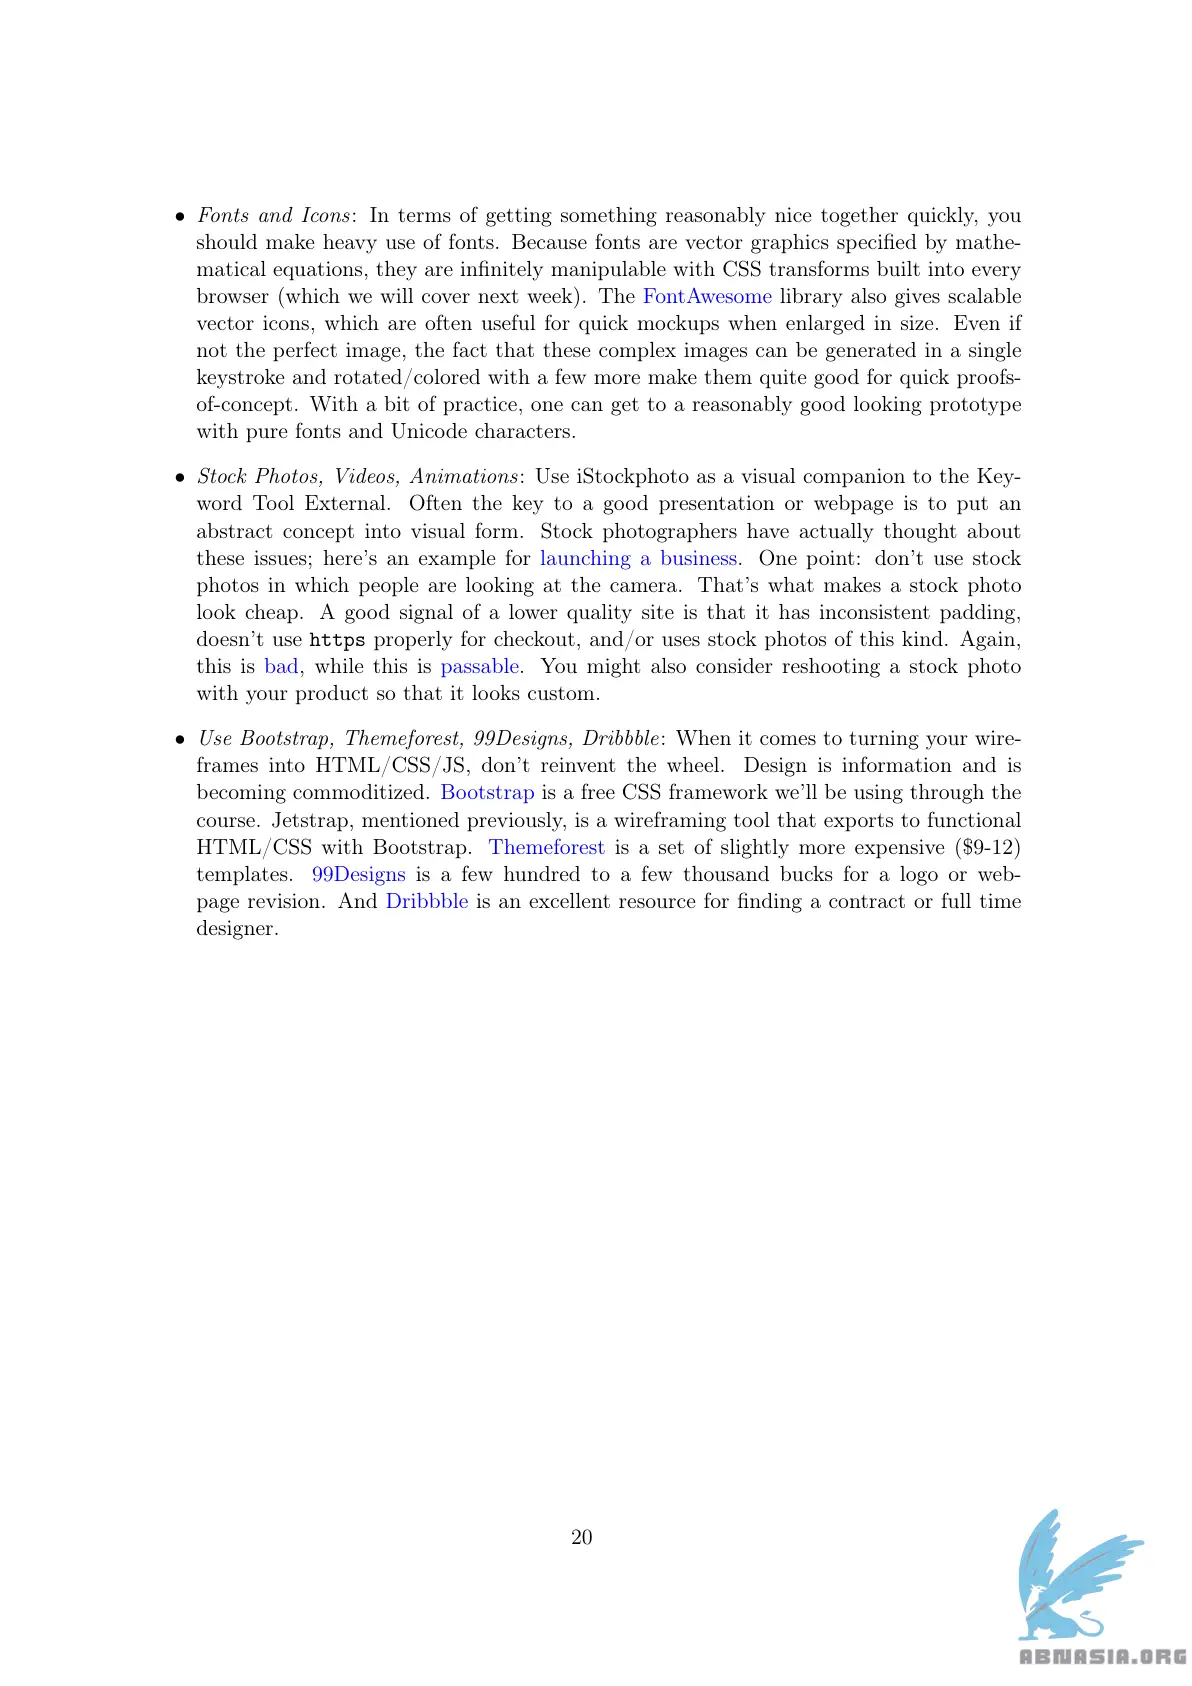 • Fonts and Icons: In terms of getting something reasonably nice together quickly, you
should make heavy use of fonts. Because fonts are vector graphics specified by mathe-
matical equations, they are infinitely manipulable with CSS transforms built into every
browser (which we will cover next week). The FontAwesome library also gives scalable
vector icons, which are often useful for quick mockups when enlarged in size. Even if
not the perfect image, the fact that these complex images can be generated in a single
keystroke and rotated/colored with a few more make them quite good for quick proofs-
of-concept. With a bit of practice, one can get to a reasonably good looking prototype
with pure fonts and Unicode characters.
• Stock Photos, Videos, Animations: Use iStockphoto as a visual companion to the Key-
word Tool External. Often the key to a good presentation or webpage is to put an
abstract concept into visual form. Stock photographers have actually thought about
these issues; here's an example for launching a business. One point: don't use stock
photos in which people are looking at the camera. That's what makes a stock photo
look cheap. A good signal of a lower quality site is that it has inconsistent padding,
doesn't use https properly for checkout, and/or uses stock photos of this kind. Again,
this is bad, while this is passable. You might also consider reshooting a stock photo
with your product so that it looks custom.
• Use Bootstrap, Themeforest, 99Designs, Dribbble: When it comes to turning your wire-
frames into HTML/CSS/JS, don't reinvent the wheel. Design is information and is
becoming commoditized. Bootstrap is a free CSS framework we'll be using through the
course. Jetstrap, mentioned previously, is a wireframing tool that exports to functional
HTML/CSS with Bootstrap. Themeforest is a set of slightly more expensive ($9-12)
templates. 99Designs is a few hundred to a few thousand bucks for a logo or web-
page revision. And Dribbble is an excellent resource for finding a contract or full time
designer.
20
ABNASIA.ORG